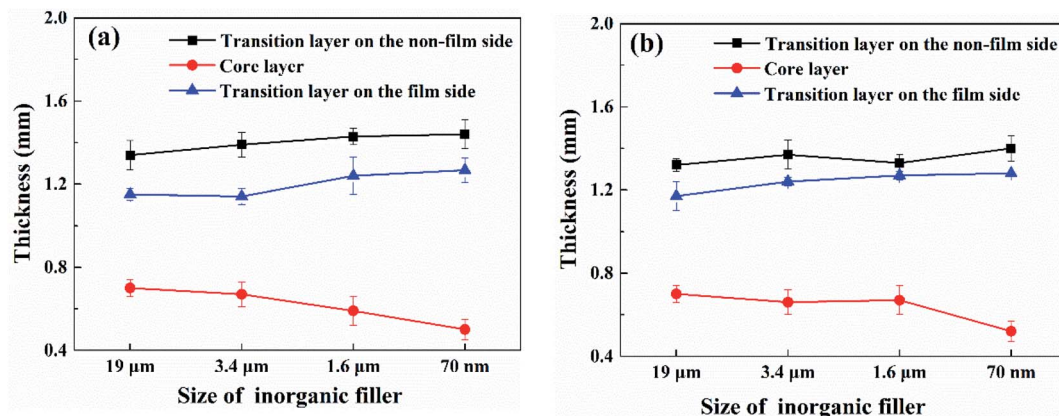 (a)
Transition layer on the non-film side
Core layer
Transition layer on the film side
Thickness (mm)
2.0
1.6
1.2
0.8
0.4
19 μm
3.4 μm
1.6 μm
70 nm
Size of inorganic filler
(b)
Transition layer on the non-film side
Core layer
Transition layer on the film side
Thickness (mm)
2.0
1.6
1.2
0.8
0.4
19 μm
3.4 μm
1.6 μm
70 nm
Size of inorganic filler